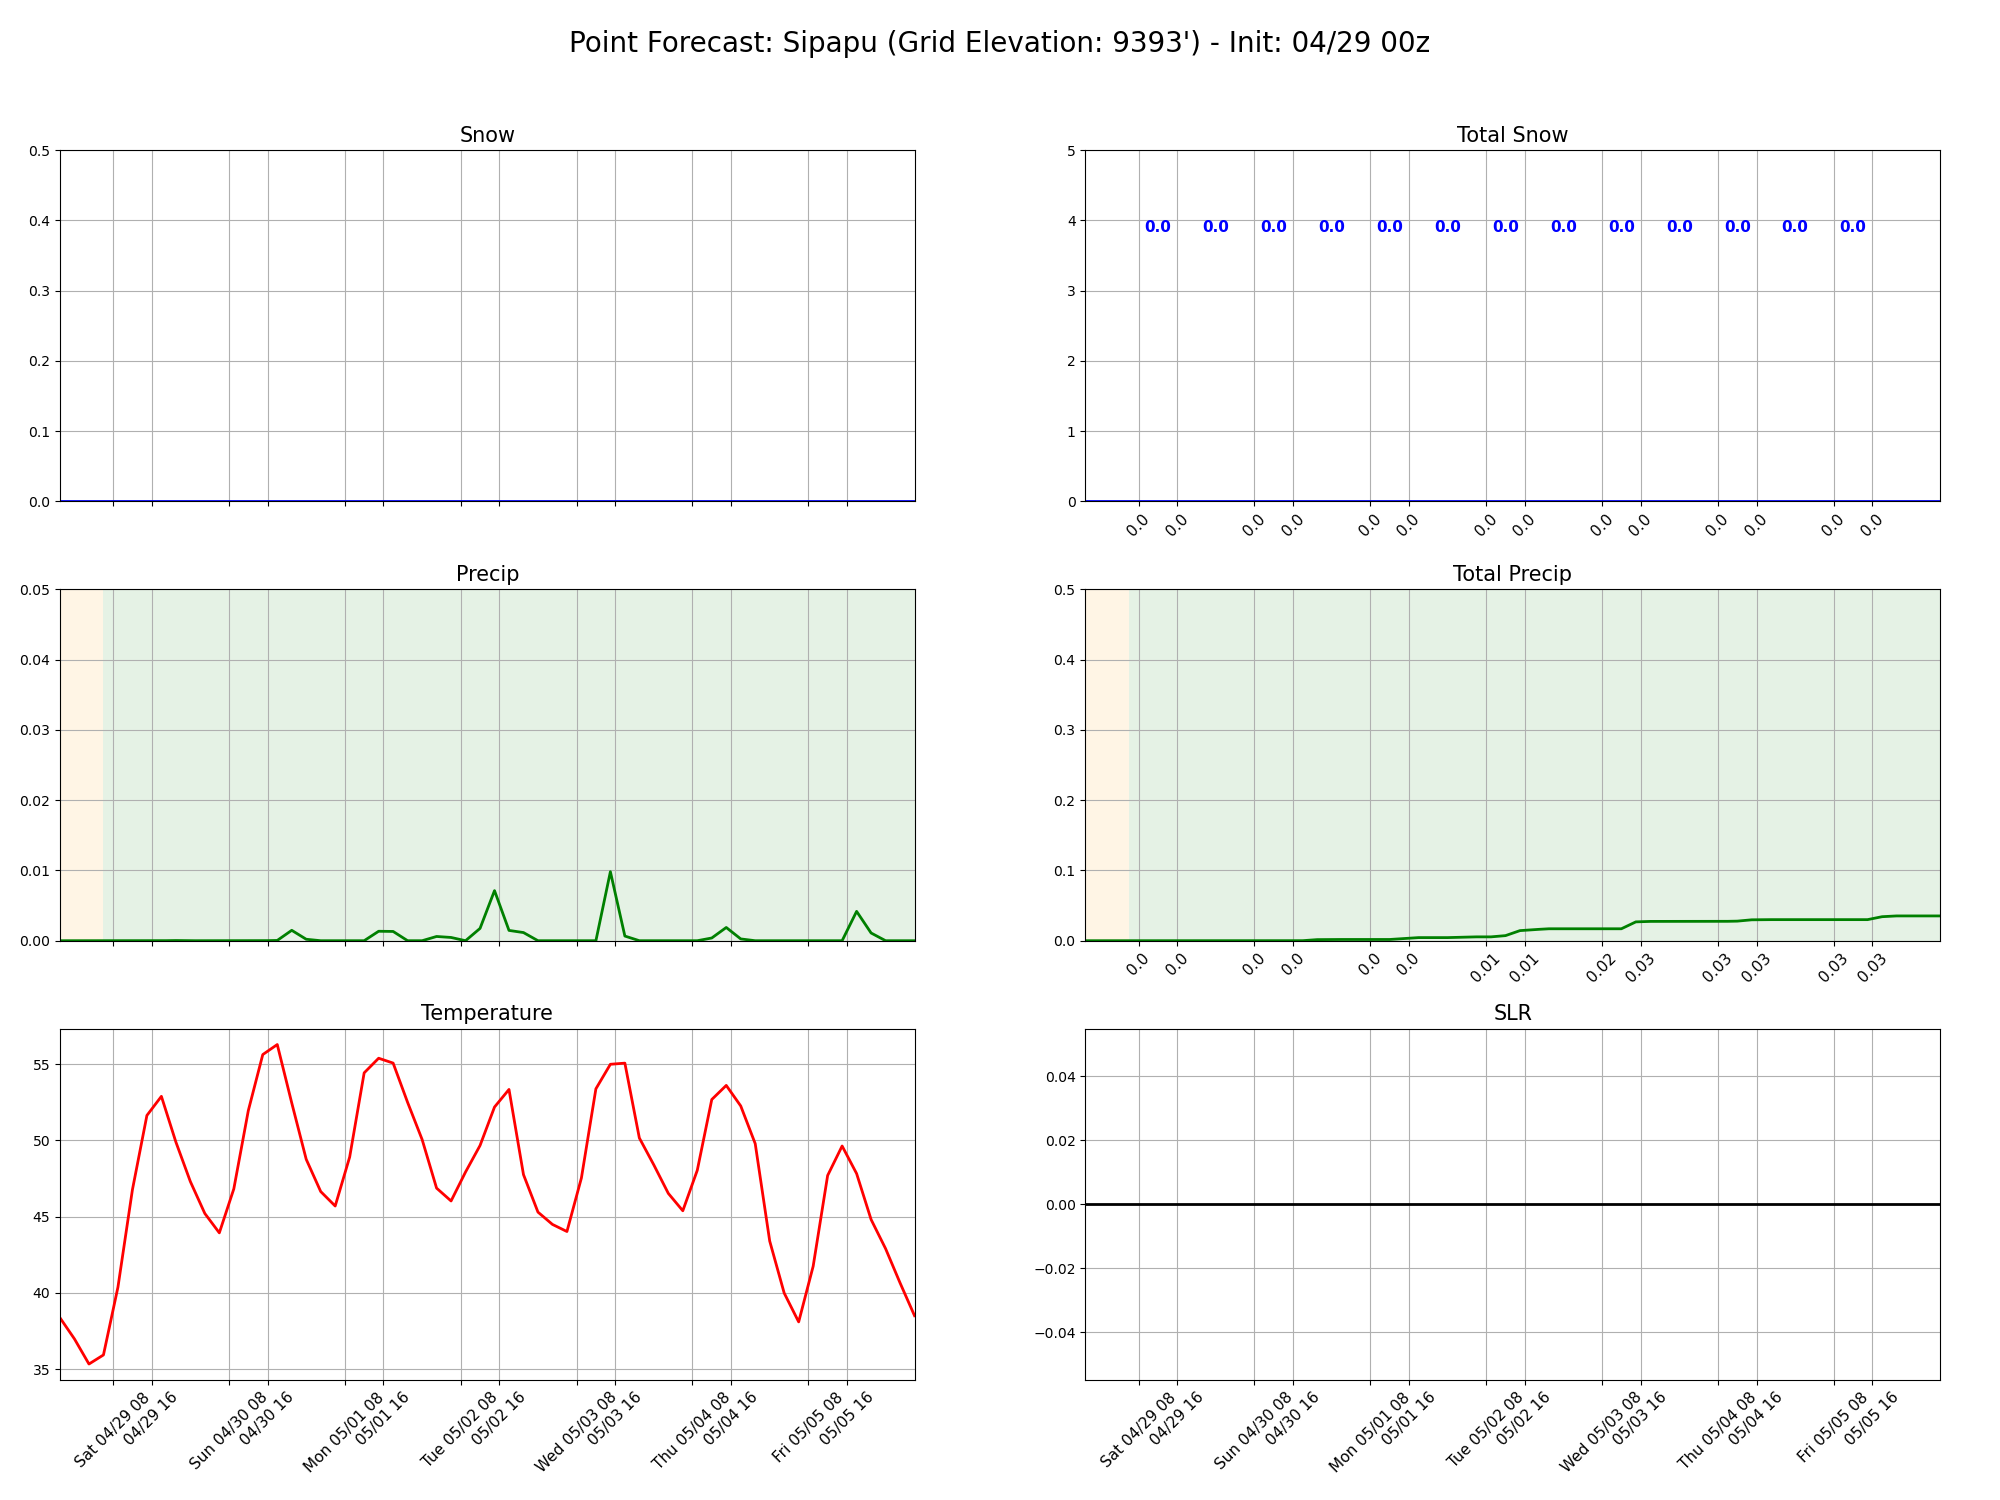 Point Forecast: Sipapu (Grid Elevation: 9393') - Init: 04/29 00z
Snow
0.5
0.4
0.3
0.2
0.1
0.0
Total Snow
5
4
3
2
1
0
0.0 0.0 0.0 0.0 0.0 0.0 0.0 0.0 0.0 0.0 0.0 0.0 0.0
0.0 0.0 0.0 0.0 0.0 0.0 0.0 0.0 0.0 0.0 0.0 0.0 0.0 0.0
Precip
0.05
0.04
0.03
0.02
0.01
0.00
Total Precip
0.5
0.4
0.3
0.2
0.1
0.0
0.0 0.0 0.0 0.0 0.0 0.0 0.01 0.01 0.02 0.03 0.03 0.03 0.03 0.03
Temperature
55
50
45
40
35
Sat 04/29 08
04/29 16
Sun 04/30 08
04/30 16
Mon 05/01 08
05/01 16
Tue 05/02 08
05/02 16
Wed 05/03 08
05/03 16
Thu 05/04 08
05/04 16
Fri 05/05 08
05/05 16
SLR
0.04
0.02
0.00
−0.02
−0.04
Sat 04/29 08
04/29 16
Sun 04/30 08
04/30 16
Mon 05/01 08
05/01 16
Tue 05/02 08
05/02 16
Wed 05/03 08
05/03 16
Thu 05/04 08
05/04 16
Fri 05/05 08
05/05 16